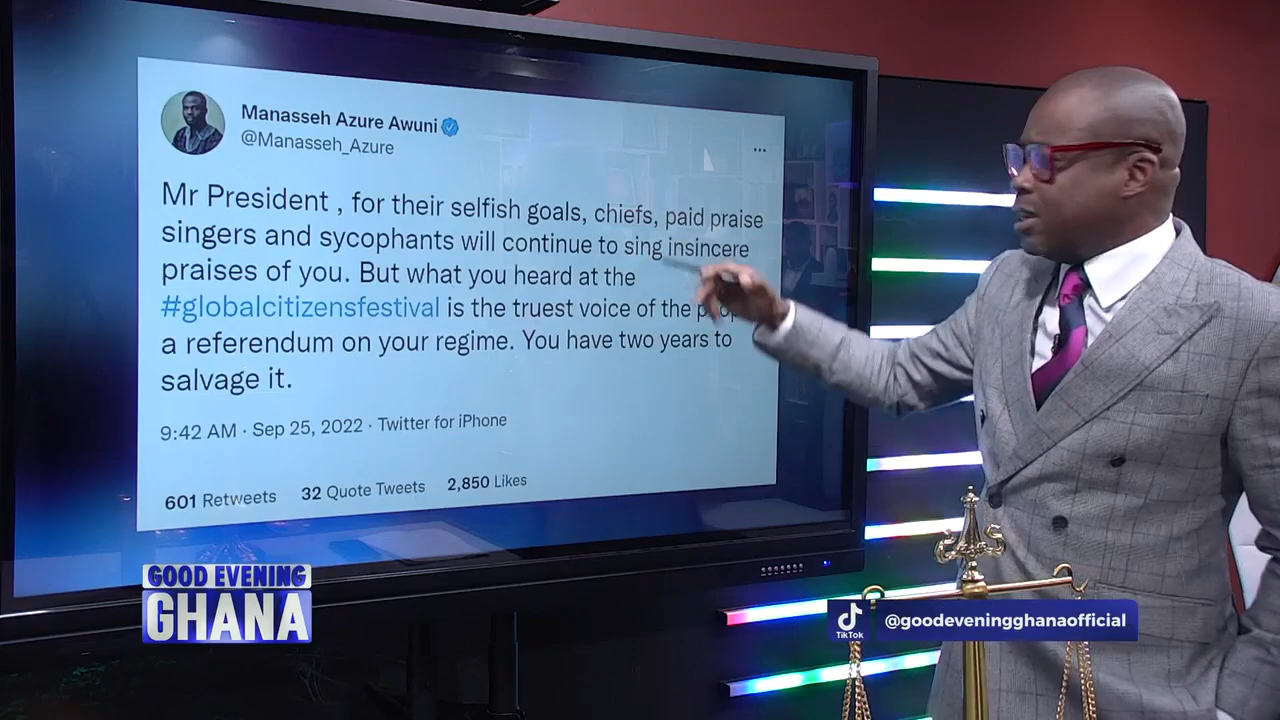 Manasseh Azure Awuni
@Manasseh_Azure
Mr President , for their selfish goals, chiefs, paid praise
singers and sycophants will continue to sing insincere
praises of you. But what you heard at the
#globalcitizensfestival is the truest voice of the
a referendum on your regime. You have two years to
salvage it.
9:42 AM · Sep 25, 2022 · Twitter for iPhone
601 Retweets 32 Quote Tweets 2,850 Likes
GOOD EVENING
GHANA
TikTok
@goodeveningghanaofficial